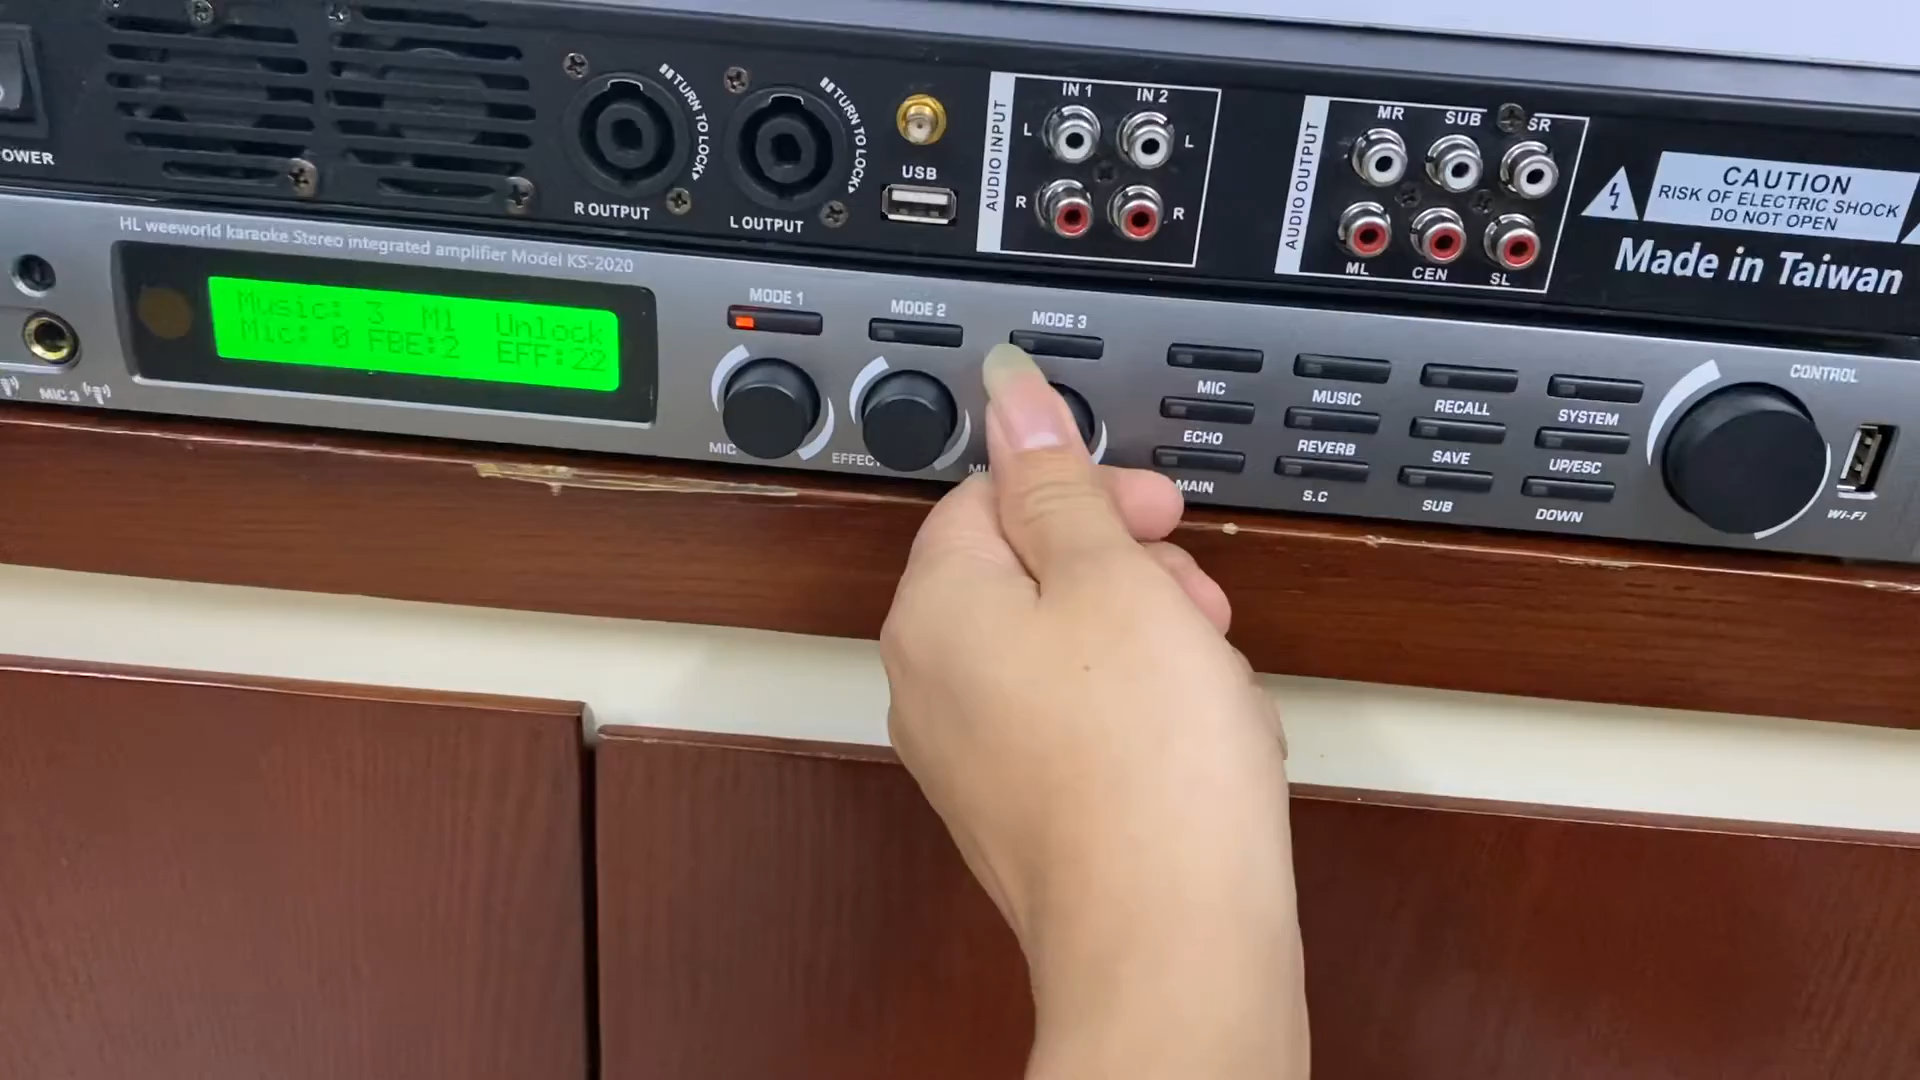 OWER
R OUTPUT
TURN TO LOCK
L OUTPUT
TURN TO LOCK
USB
AUDIO INPUT
IN 1
IN 2
L
L
R
R
AUDIO OUTPUT
MR
SUB
SR
ML
CEN
SL
CAUTION
RISK OF ELECTRIC SHOCK
DO NOT OPEN
Made in Taiwan
HL weeworld karaoke Stereo integrated amplifier Model KS-2020
Music: 3 M1 Unlock
Mic: 0 FBE:2 EFF:22
MIC 3
MODE 1
MODE 2
MODE 3
MIC
EFFEC
MU
MIC
MUSIC
RECALL
SYSTEM
ECHO
REVERB
SAVE
UP/ESC
MAIN
S.C
SUB
DOWN
CONTROL
Wi-Fi